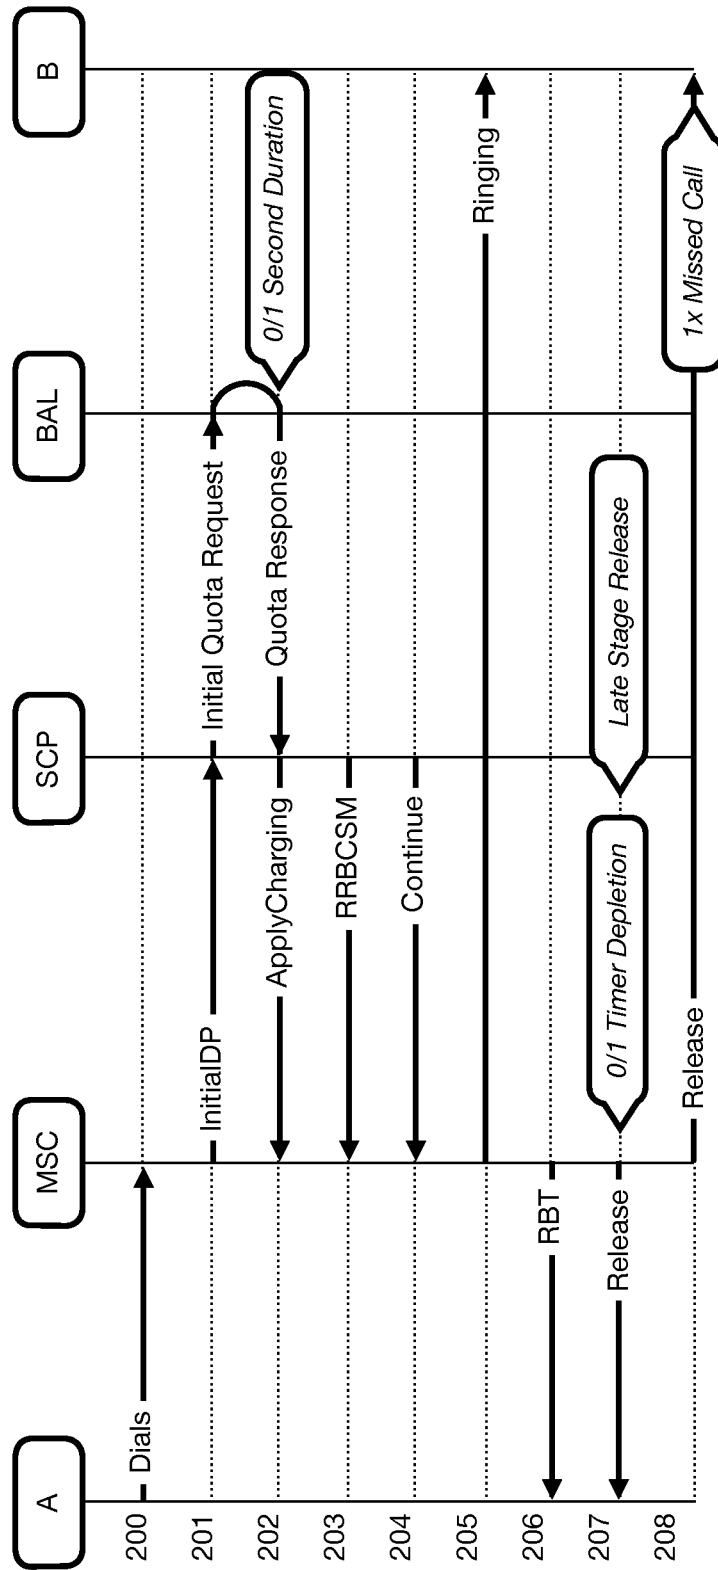 A
MSC
SCP
BAL
B
200
Dials
201
InitialDP
Initial Quota Request
202
ApplyCharging
Quota Response
0/1 Second Duration
203
RRBCSM
204
Continue
205
Ringing
206
RBT
207
Release
0/1 Timer Depletion
Late Stage Release
208
Release
1x Missed Call